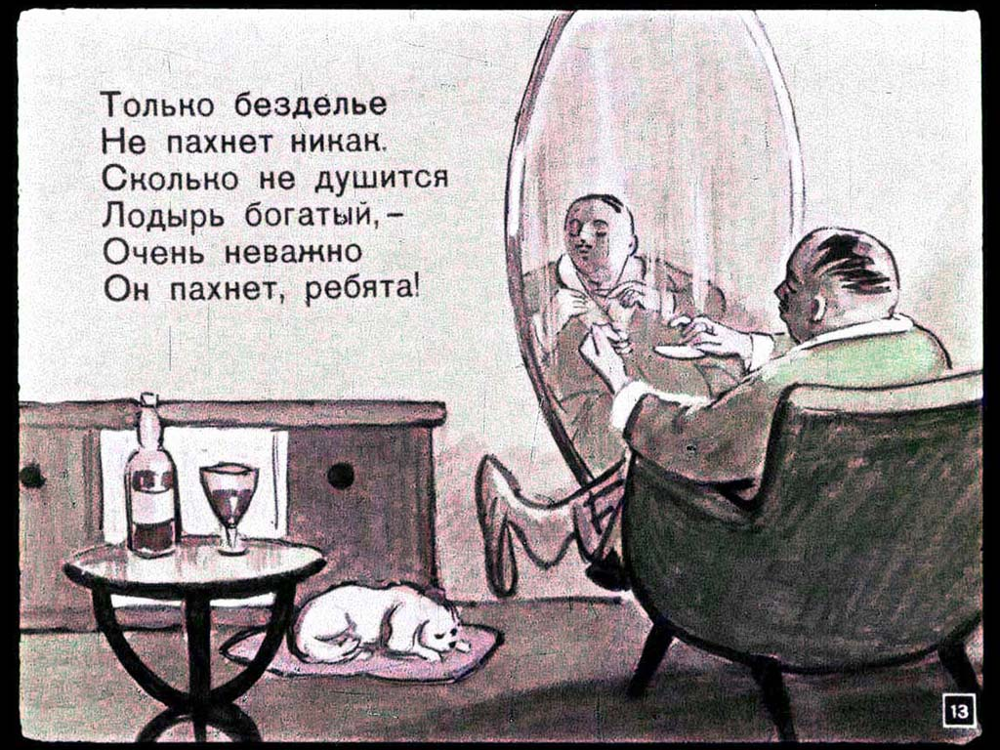 Только безделье
Не пахнет никак.
Сколько не душится
Лодырь богатый,–
Очень неважно
Он пахнет, ребята!
13